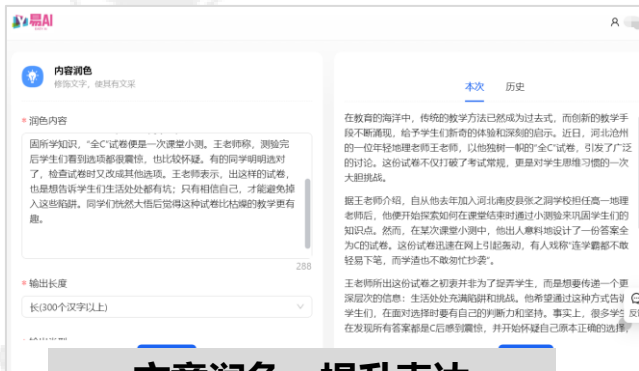 易AI
内容润色
修饰文字，使其有文采
* 润色内容
固所学知识，“全C”试卷便是一次课堂小测。王老师称，测验完
后学生们看到选项都很震惊，也比较怀疑。有的同学明明选对
了，检查试卷时又改成其他选项。王老师表示，出这样的试卷，
也是想告诉学生们生活处处都有坑；只有相信自己，才能避免掉
入这些陷阱。同学们恍然大悟后觉得这种试卷比枯燥的教学更有
趣。
288
* 输出长度
长(300个汉字以上)
本次 历史
在教育的海洋中，传统的教学方法已然成为过去式，而创新的教学手
段不断涌现，给予学生们新奇的体验和深刻的启示。近日，河北沧州
的一位年轻地理老师王老师，以他独树一帜的“全C”试卷，引发了广泛
的讨论。这份试卷不仅打破了考试常规，更是对学生思维习惯的一次
大胆挑战。
据王老师介绍，自从他去年加入河北南皮县张之洞学校担任高一地理
老师后，他便开始探索如何在课堂结束时通过小测验来巩固学生们的
知识点。然而，在某次课堂小测中，他出人意料地设计了一份答案全
为C的试卷。这份试卷迅速在网上引起轰动，有人戏称“连学霸都不敢
轻易下笔，而学渣也不敢匆忙抄袭”。
王老师所出这份试卷之初衷并非为了捉弄学生，而是想要传递一个更
深层次的信息：生活处处充满陷阱和挑战。他希望通过这种方式告诉
学生们，在面对选择时要有自己的判断力和坚持。事实上，很多学生
在发现所有答案都是C后感到震惊，并开始怀疑自己原本正确的选择
文章润色 提升表达